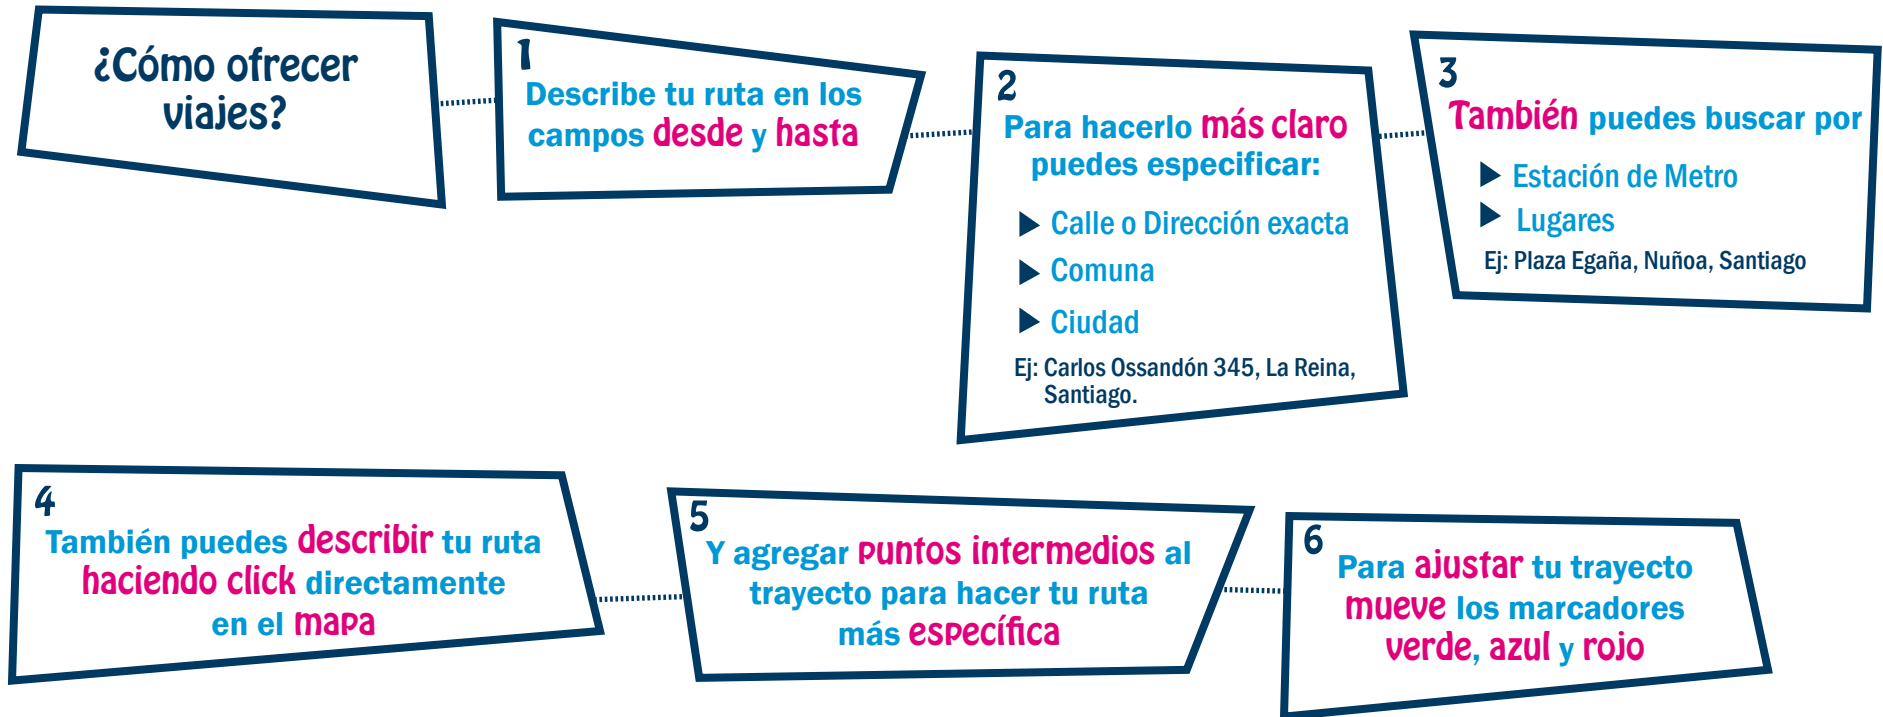 ¿Cómo ofrecer
viajes?
1
Describe tu ruta en los
campos desde y hasta
2
Para hacerlo más claro
puedes especificar:
▶ Calle o Dirección exacta
▶ Comuna
▶ Ciudad
Ej: Carlos Ossandón 345, La Reina,
Santiago.
3
También puedes buscar por
▶ Estación de Metro
▶ Lugares
Ej: Plaza Egaña, Nuñoa, Santiago
4
También puedes describir tu ruta
haciendo click directamente
en el mapa
5
Y agregar puntos intermedios al
trayecto para hacer tu ruta
más específica
6
Para ajustar tu trayecto
mueve los marcadores
verde, azul y rojo